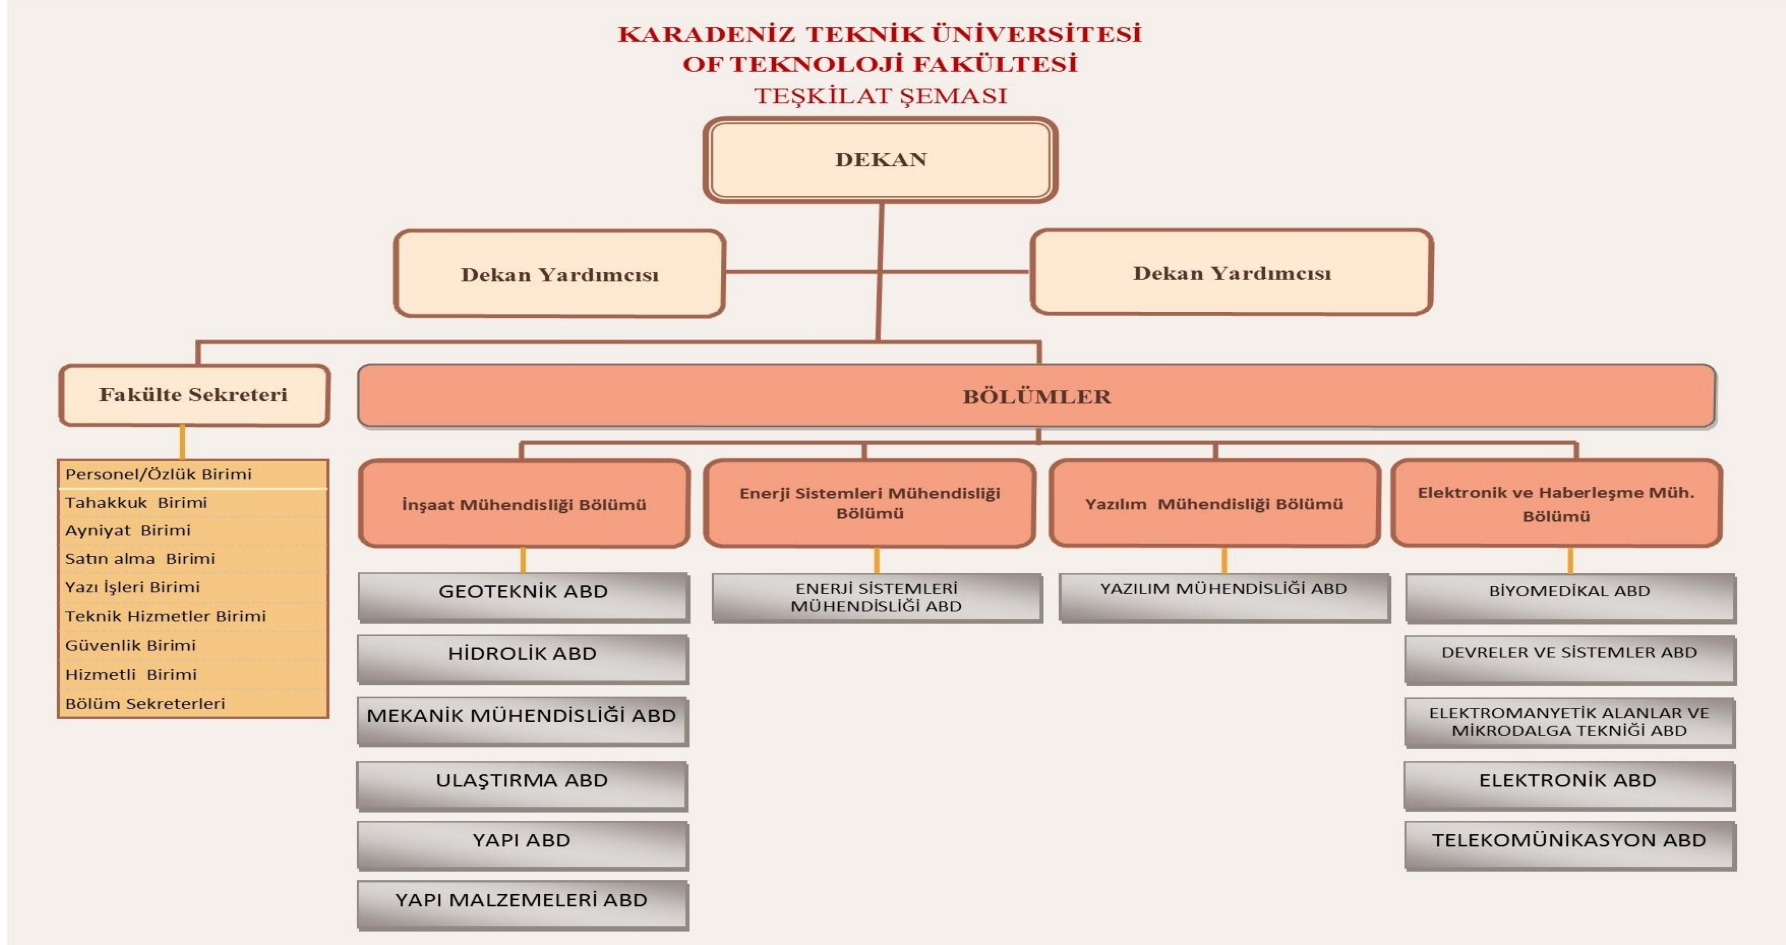 KARADENİZ TEKNİK ÜNİVERSİTESİ
OF TEKNOLOJİ FAKÜLTESİ
TEŞKİLAT ŞEMASI
DEKAN
Dekan Yardımcısı
Dekan Yardımcısı
Fakülte Sekreteri
Personel/Özlük Birimi
Tahakkuk Birimi
Ayniyat Birimi
Satın alma Birimi
Yazı İşleri Birimi
Teknik Hizmetler Birimi
Güvenlik Birimi
Hizmetli Birimi
Bölüm Sekreterleri
BÖLÜMLER
İnşaat Mühendisliği Bölümü
GEOTEKNİK ABD
HİDROLİK ABD
MEKANİK MÜHENDİSLİĞİ ABD
ULAŞTIRMA ABD
YAPI ABD
YAPI MALZEMELERİ ABD
Enerji Sistemleri Mühendisliği
Bölümü
ENERJİ SİSTEMLERİ
MÜHENDİSLİĞİ ABD
Yazılım Mühendisliği Bölümü
YAZILIM MÜHENDİSLİĞİ ABD
Elektronik ve Haberleşme Müh.
Bölümü
BİYOMEDİKAL ABD
DEVRELER VE SİSTEMLER ABD
ELEKTROMANYETİK ALANLAR VE
MİKRODALGA TEKNİĞİ ABD
ELEKTRONİK ABD
TELEKOMÜNİKASYON ABD